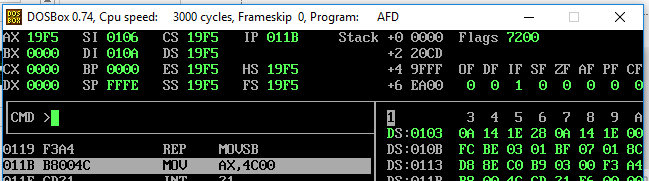 DOSBox 0.74, Cpu speed: 3000 cycles, Frameskip 0, Program: AFD
AX 19F5 SI 0106 CS 19F5 IP 011B Stack +0 0000 Flags 7200
BX 0000 DI 010A DS 19F5 +2 20CD
CX 0000 BP 0000 ES 19F5 HS 19F5 +4 9FFF OF DF IF SF ZF AF PF CF
DX 0000 SP FFFE SS 19F5 FS 19F5 +6 EA00 0 0 1 0 0 0 0 0
CMD >
1 3 4 5 6 7 8 9 A
DS:0103 0A 14 1E 28 0A 14 1E 00
0119 F3A4 REP MOVSB DS:010B FC BE 03 01 BF 07 01 8C
011B B8004C MOV AX,4C00 DS:0113 D8 8E C0 B9 03 00 F3 A4